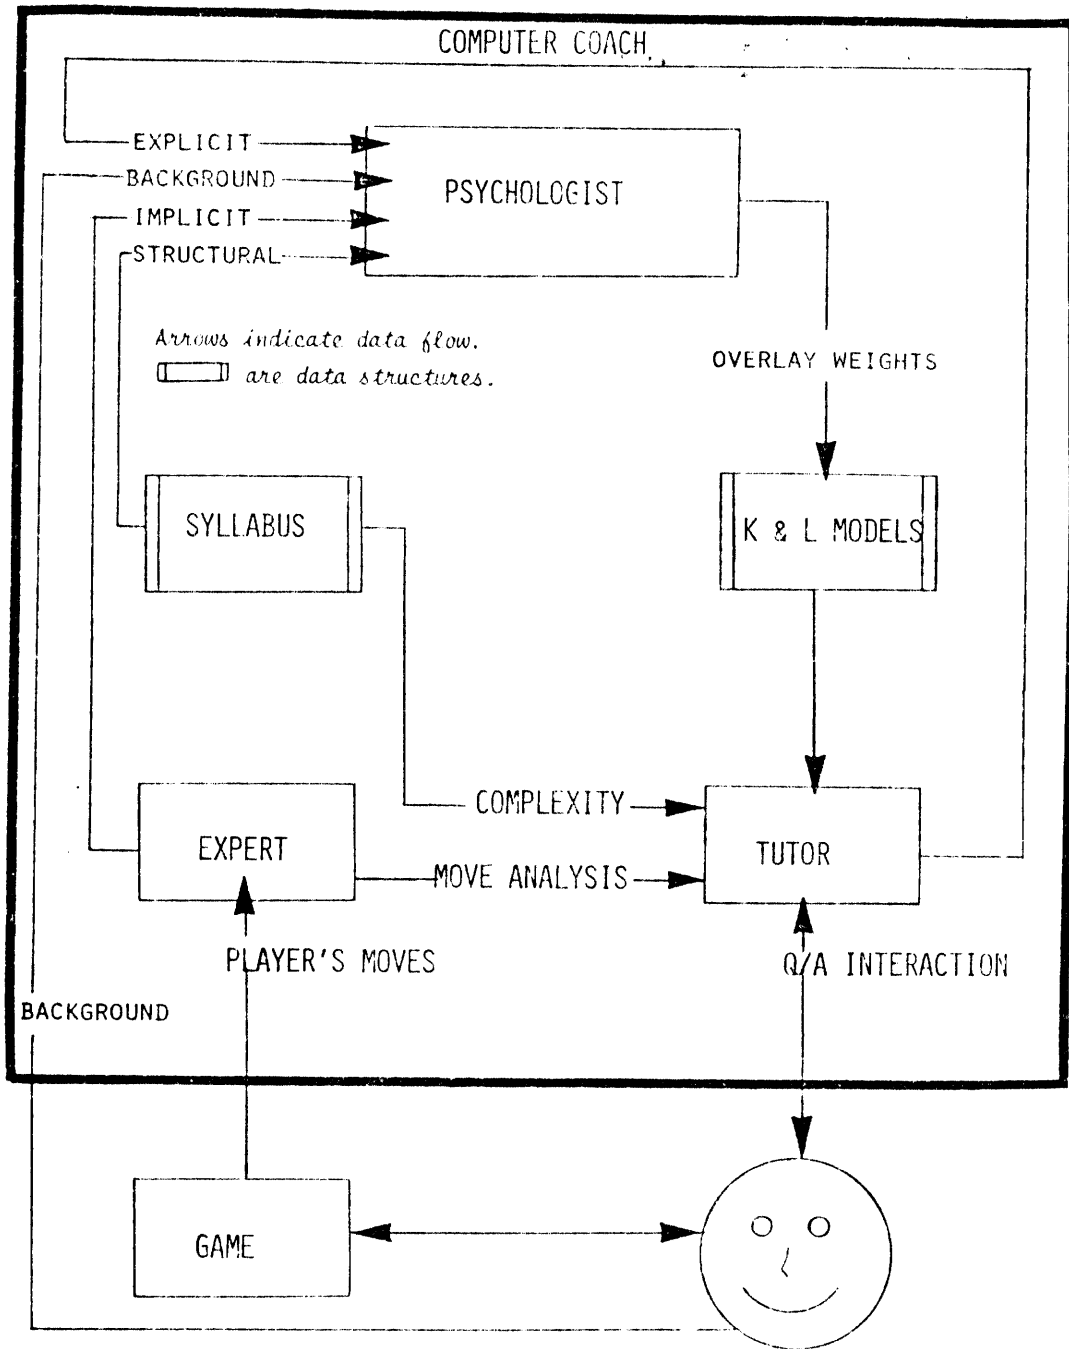 COMPUTER COACH
EXPLICIT
BACKGROUND
IMPLICIT
STRUCTURAL
PSYCHOLOGIST
Arrows indicate data flow.
are data structures.
OVERLAY WEIGHTS
SYLLABUS
K & L MODELS
COMPLEXITY
EXPERT
TUTOR
MOVE ANALYSIS
PLAYER'S MOVES
Q/A INTERACTION
BACKGROUND
GAME